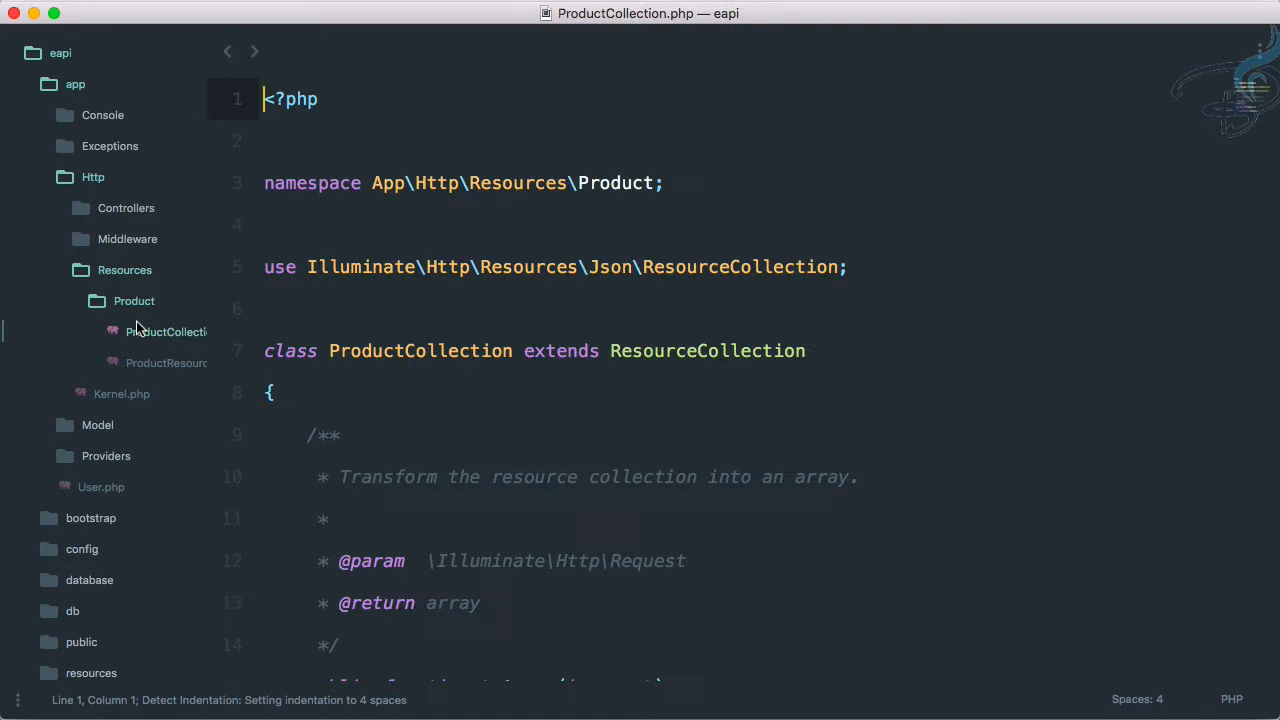 ProductCollection.php — eapi
eapi
app
Console
Exceptions
Http
Controllers
Middleware
Resources
Product
ProductCollectio
ProductResourc
Kernel.php
Model
Providers
User.php
bootstrap
config
database
db
public
resources
1 <?php
2
3 namespace App\Http\Resources\Product;
4
5 use Illuminate\Http\Resources\Json\ResourceCollection;
6
7 class ProductCollection extends ResourceCollection
8 {
9 /**
10 * Transform the resource collection into an array.
11 *
12 * @param \Illuminate\Http\Request
13 * @return array
14 */
Line 1, Column 1; Detect Indentation: Setting indentation to 4 spaces
Spaces: 4
PHP